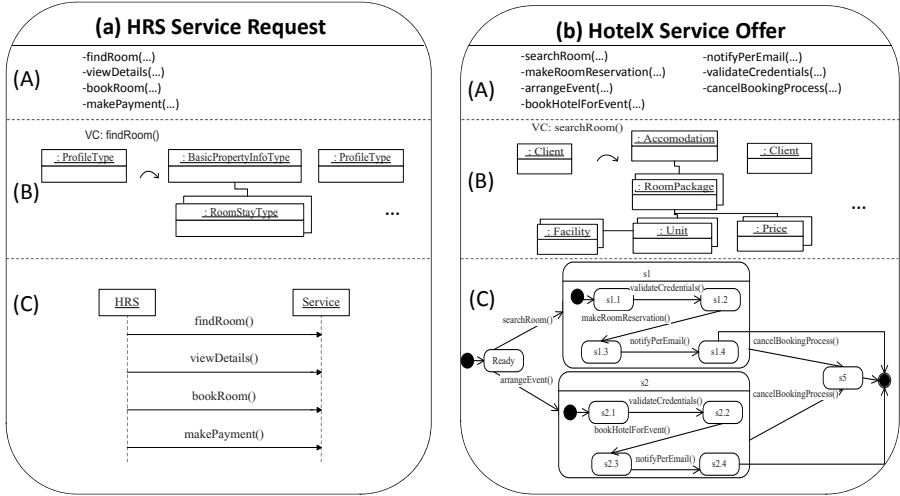 (a) HRS Service Request
(A)
-findRoom(...)
-viewDetails(...)
-bookRoom(...)
-makePayment(...)
VC: findRoom()
(B)
: ProfileType
: BasicPropertyInfoType
: ProfileType
: RoomStayType
...
(C)
HRS
Service
findRoom()
viewDetails()
bookRoom()
makePayment()
(b) HotelX Service Offer
(A)
-searchRoom(...)
-makeRoomReservation(...)
-arrangeEvent(...)
-bookHotelForEvent(...)
-notifyPerEmail(...)
-validateCredentials(...)
-cancelBookingProcess(...)
VC: searchRoom()
(B)
: Client
: Accomodation
: Client
: RoomPackage
...
: Facility
: Unit
: Price
(C)
s1
validateCredentials()
s1.1
s1.2
searchRoom()
makeRoomReservation()
notifyPerEmail()
s1.3
s1.4
cancelBookingProcess()
Ready
arrangeEvent()
s5
s2
validateCredentials()
cancelBookingProcess()
s2.1
s2.2
bookHotelForEvent()
notifyPerEmail()
s2.3
s2.4